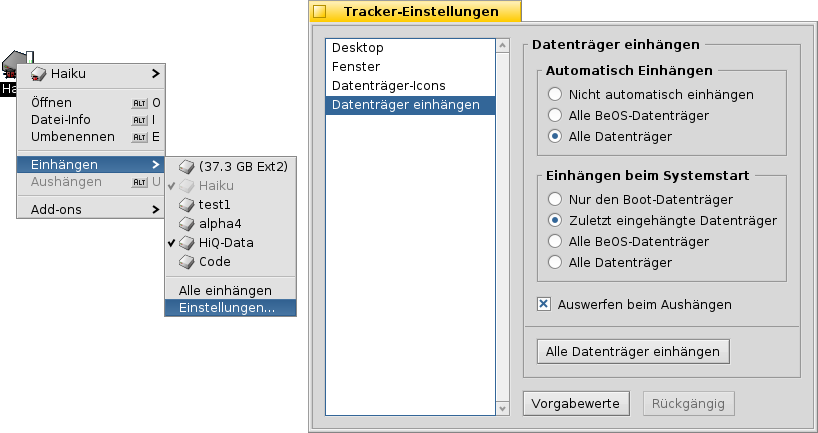 Ha
Haiku
Öffnen ALT O
Datei-Info ALT I
Umbenennen ALT E
Einhängen
Aushängen ALT U
Add-ons
(37.3 GB Ext2)
Haiku
test1
alpha4
HiQ-Data
Code
Alle einhängen
Einstellungen...
Tracker-Einstellungen
Desktop
Fenster
Datenträger-Icons
Datenträger einhängen
Datenträger einhängen
Automatisch Einhängen
Nicht automatisch einhängen
Alle BeOS-Datenträger
Alle Datenträger
Einhängen beim Systemstart
Nur den Boot-Datenträger
Zuletzt eingehängte Datenträger
Alle BeOS-Datenträger
Alle Datenträger
Auswerfen beim Aushängen
Alle Datenträger einhängen
Vorgabewerte Rückgängig